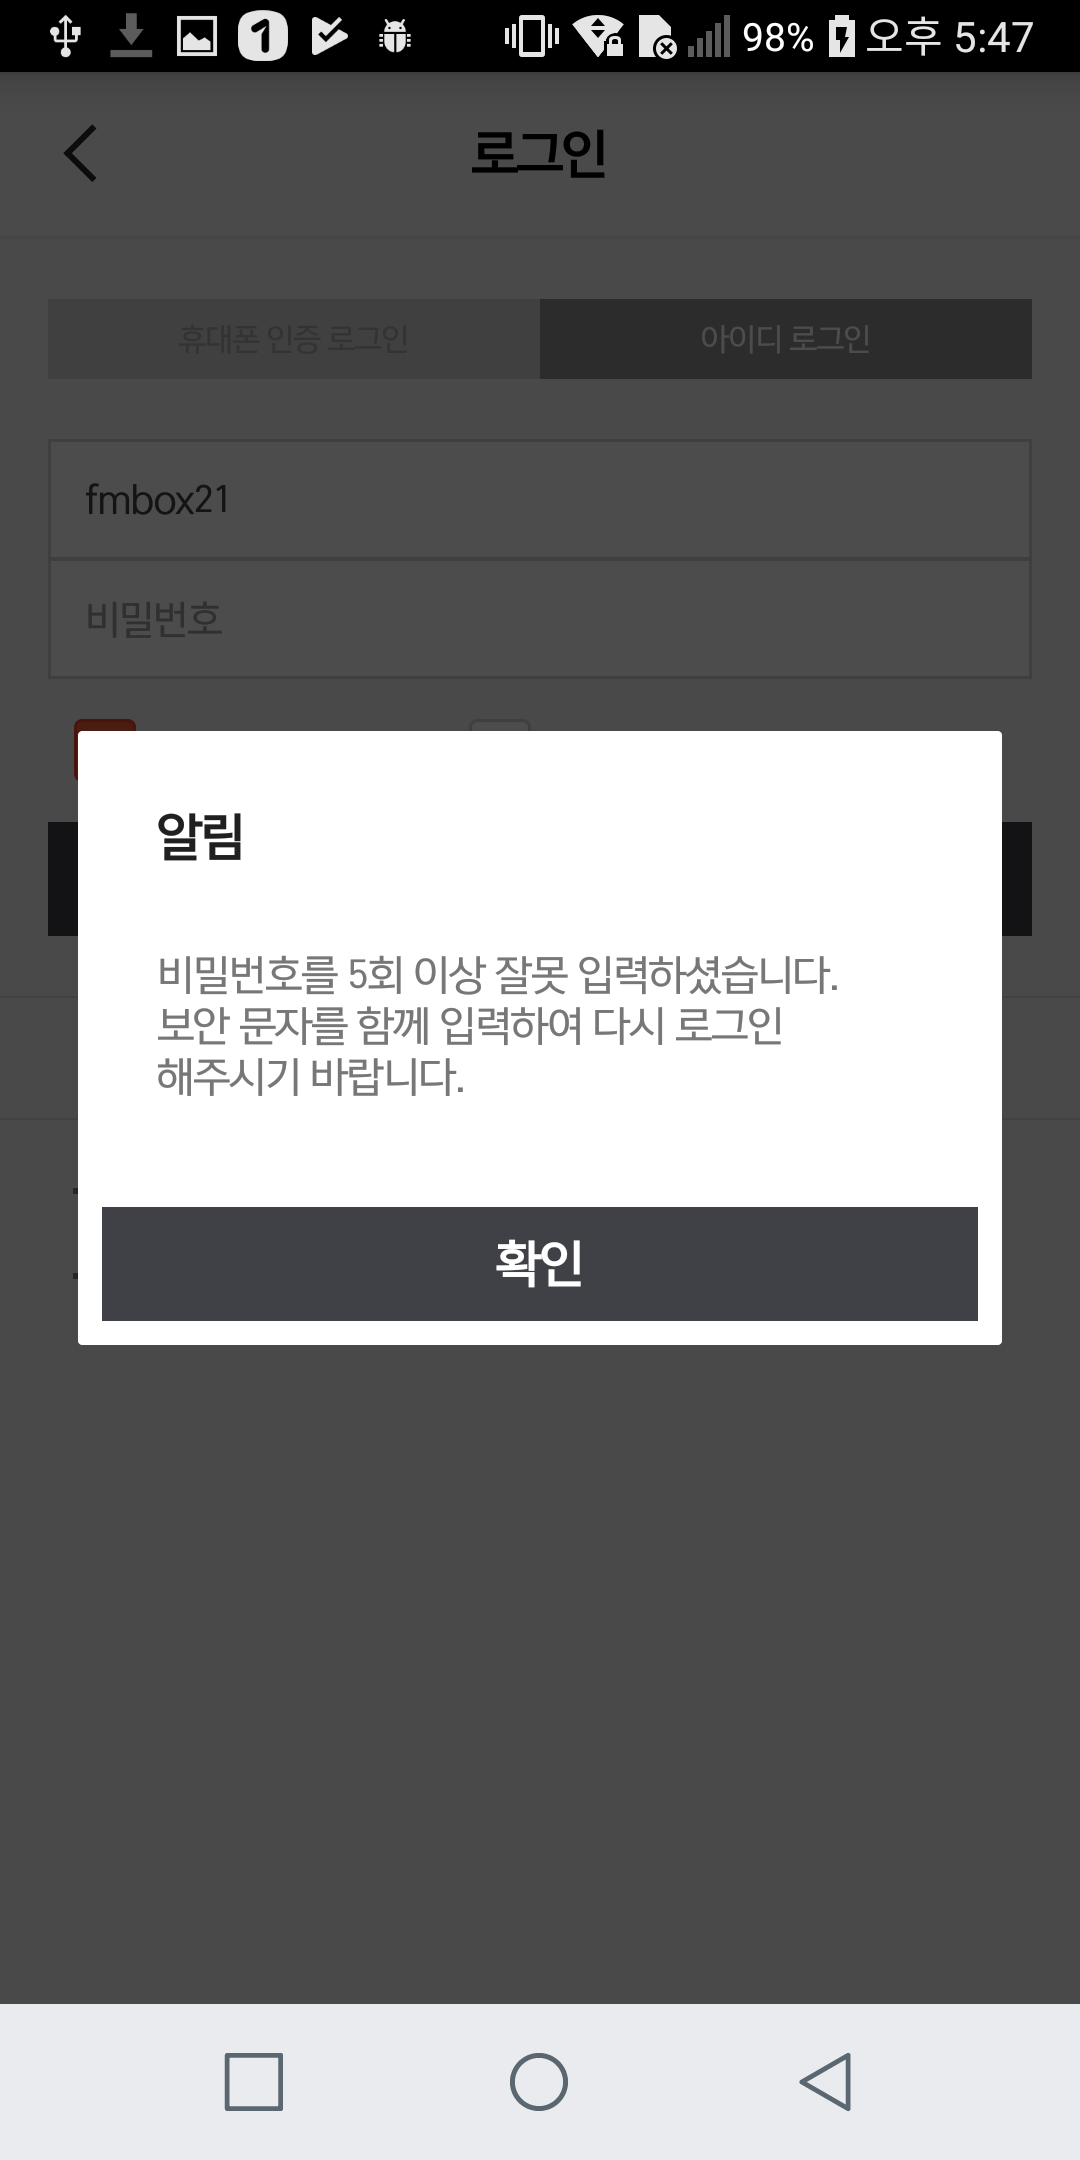 98% 오후 5:47
로그인
휴대폰 인증 로그인
아이디 로그인
fmbox21
비밀번호
알림
비밀번호를 5회 이상 잘못 입력하셨습니다.
보안 문자를 함께 입력하여 다시 로그인
해주시기 바랍니다.
확인